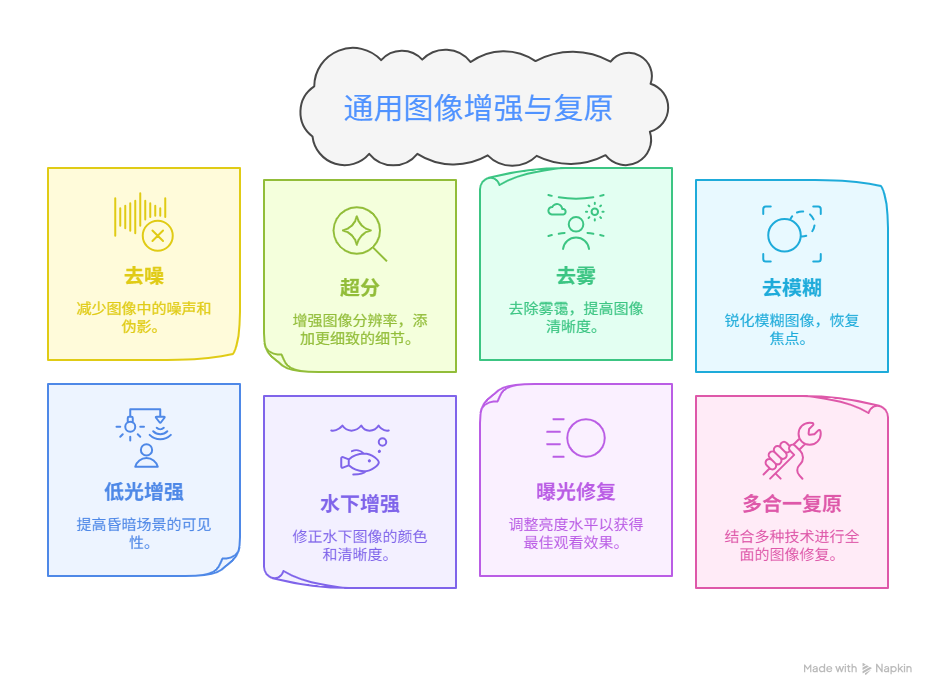 通用图像增强与复原
去噪
减少图像中的噪声和
伪影。
超分
增强图像分辨率，添
加更细致的细节。
去雾
去除雾霭，提高图像
清晰度。
去模糊
锐化模糊图像，恢复
焦点。
低光增强
提高昏暗场景的可见
性。
水下增强
修正水下图像的颜色
和清晰度。
曝光修复
调整亮度水平以获得
最佳观看效果。
多合一复原
结合多种技术进行全
面的图像修复。
Made with Napkin